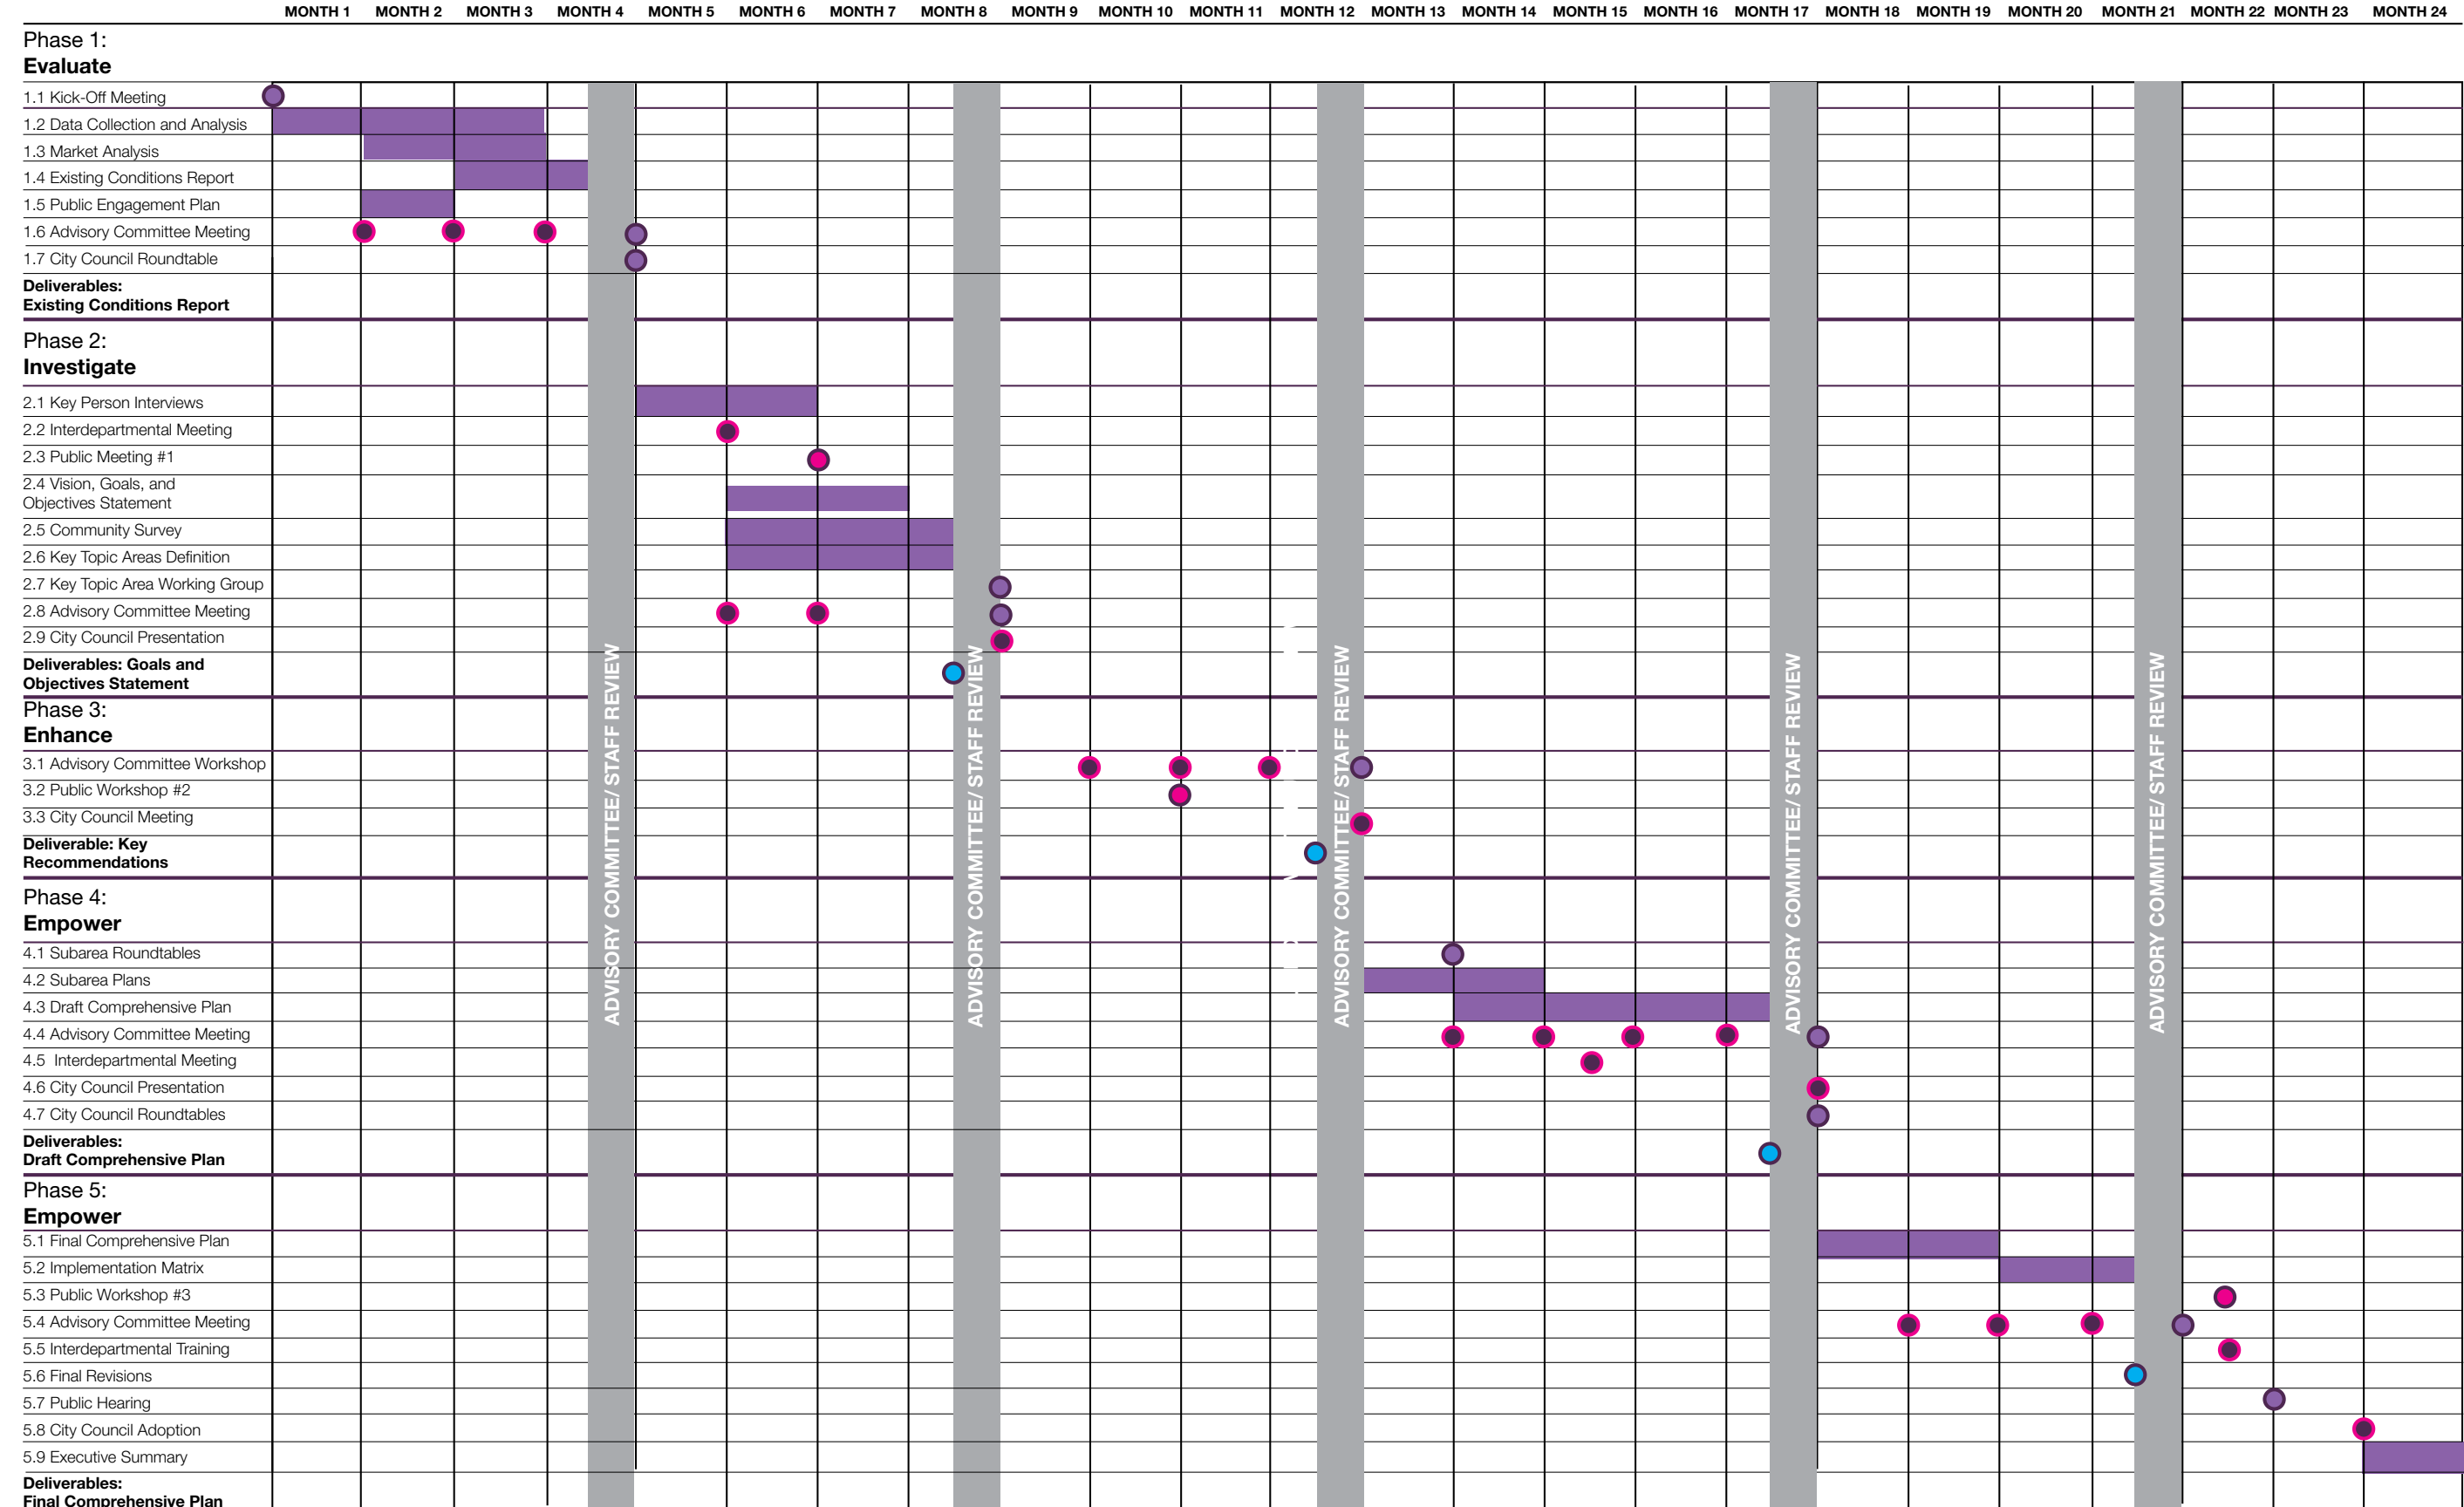 MONTH 1 MONTH 2 MONTH 3 MONTH 4 MONTH 5 MONTH 6 MONTH 7 MONTH 8 MONTH 9 MONTH 10 MONTH 11 MONTH 12 MONTH 13 MONTH 14 MONTH 15 MONTH 16 MONTH 17 MONTH 18 MONTH 19 MONTH 20 MONTH 21 MONTH 22 MONTH 23 MONTH 24
Phase 1:
Evaluate
1.1 Kick-Off Meeting
1.2 Data Collection and Analysis
1.3 Market Analysis
1.4 Existing Conditions Report
1.5 Public Engagement Plan
1.6 Advisory Committee Meeting
1.7 City Council Roundtable
Deliverables:
Existing Conditions Report
Phase 2:
Investigate
2.1 Key Person Interviews
2.2 Interdepartmental Meeting
2.3 Public Meeting #1
2.4 Vision, Goals, and
Objectives Statement
2.5 Community Survey
2.6 Key Topic Areas Definition
2.7 Key Topic Area Working Group
2.8 Advisory Committee Meeting
2.9 City Council Presentation
Deliverables: Goals and
Objectives Statement
Phase 3:
Enhance
3.1 Advisory Committee Workshop
3.2 Public Workshop #2
3.3 City Council Meeting
Deliverable: Key
Recommendations
Phase 4:
Empower
4.1 Subarea Roundtables
4.2 Subarea Plans
4.3 Draft Comprehensive Plan
4.4 Advisory Committee Meeting
4.5 Interdepartmental Meeting
4.6 City Council Presentation
4.7 City Council Roundtables
Deliverables:
Draft Comprehensive Plan
Phase 5:
Empower
5.1 Final Comprehensive Plan
5.2 Implementation Matrix
5.3 Public Workshop #3
5.4 Advisory Committee Meeting
5.5 Interdepartmental Training
5.6 Final Revisions
5.7 Public Hearing
5.8 City Council Adoption
5.9 Executive Summary
Deliverables:
Final Comprehensive Plan
ADVISORY COMMITTEE/ STAFF REVIEW
ADVISORY COMMITTEE/ STAFF REVIEW
ADVISORY COMMITTEE/ STAFF REVIEW
ADVISORY COMMITTEE/ STAFF REVIEW
ADVISORY COMMITTEE/ STAFF REVIEW